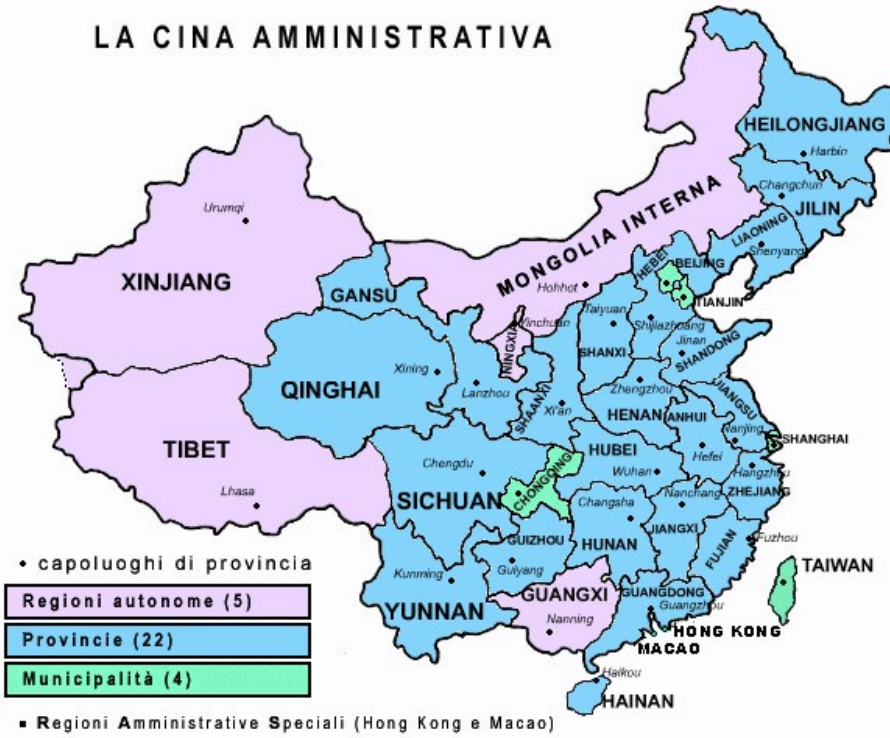 LA CINA AMMINISTRATIVA
HEILONGJIANG
Harbin
Changchun
JILIN
LIAONING
Shenyang
MONGOLIA INTERNA
Hohhot
Urumqi
XINJIANG
GANSU
HEBEI
BEIJING
TIANJIN
Yinchuan
NINGXIA
Taiyuan
Shijiazhuang
Jinan
SHANDONG
SHANXI
QINGHAI
Xining
Lanzhou
SHAANXI
Xi'an
Zhengzhou
HENAN
ANHUI
JIANGSU
Nanjing
SHANGHAI
Hefei
Hangzhou
ZHEJIANG
TIBET
Lhasa
Chengdu
SICHUAN
CHONGQING
HUBEI
Wuhan
Changsha
HUNAN
Nanchang
JIANGXI
FUJIAN
Fuzhou
TAIWAN
GUIZHOU
Guiyang
Kunming
YUNNAN
GUANGXI
Nanning
GUANGDONG
Guangzhou
HONG KONG
MACAO
Haikou
HAINAN
• capoluoghi di provincia
Regioni autonome (5)
Provincie (22)
Municipalità (4)
▪ Regioni Amministrative Speciali (Hong Kong e Macao)